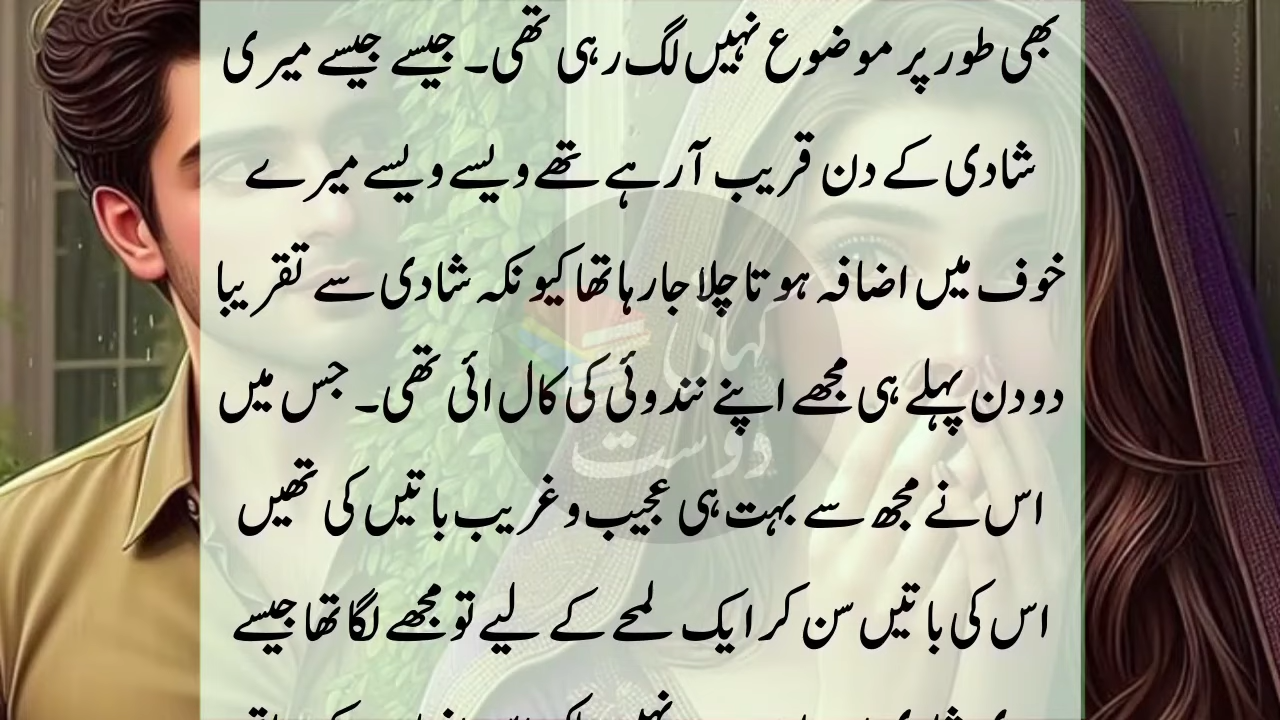 بھی طور پر موضوع نہیں لگ رہی تھی۔ جیسے جیسے میری
شادی کے دن قریب آرہے تھے ویسے ویسے میرے
خوف میں اضافہ ہوتا چلا جارہا تھا کیونکہ شادی سے تقریبا
دو دن پہلے ہی مجھے اپنے نندوئی کی کال ائی تھی۔ جس میں
اس نے مجھ سے بہت ہی عجیب و غریب باتیں کی تھیں
اس کی باتیں سن کر ایک لمحے کے لیے تو مجھے لگا تھا جیسے
کہانی
دوست